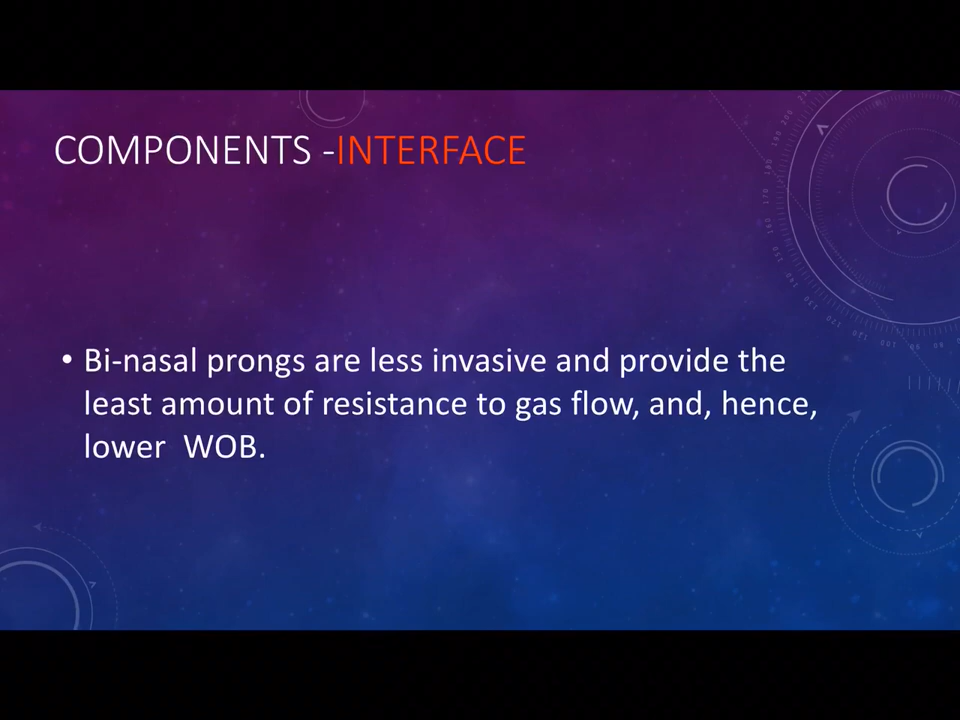 COMPONENTS -INTERFACE
• Bi-nasal prongs are less invasive and provide the
least amount of resistance to gas flow, and, hence,
lower  WOB.